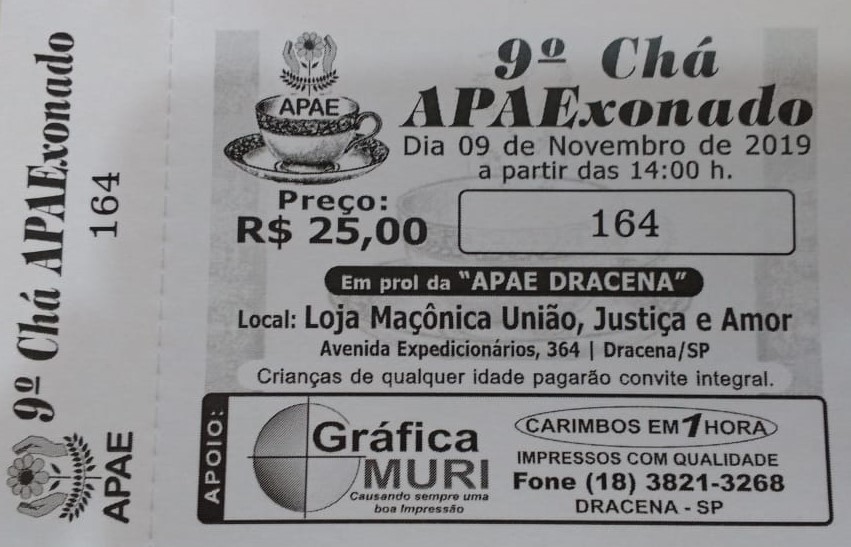 9º Chá APAExonado
164
APAE
APAE
9º Chá
APAExonado
Dia 09 de Novembro de 2019
a partir das 14:00 h.
Preço:
R$ 25,00
164
Em prol da "APAE DRACENA"
Local: Loja Maçônica União, Justiça e Amor
Avenida Expedicionários, 364 | Dracena/SP
Crianças de qualquer idade pagarão convite integral.
APOIO:
Gráfica
MURI
Causando sempre uma
boa Impressão
CARIMBOS EM 1 HORA
IMPRESSOS COM QUALIDADE
Fone (18) 3821-3268
DRACENA - SP